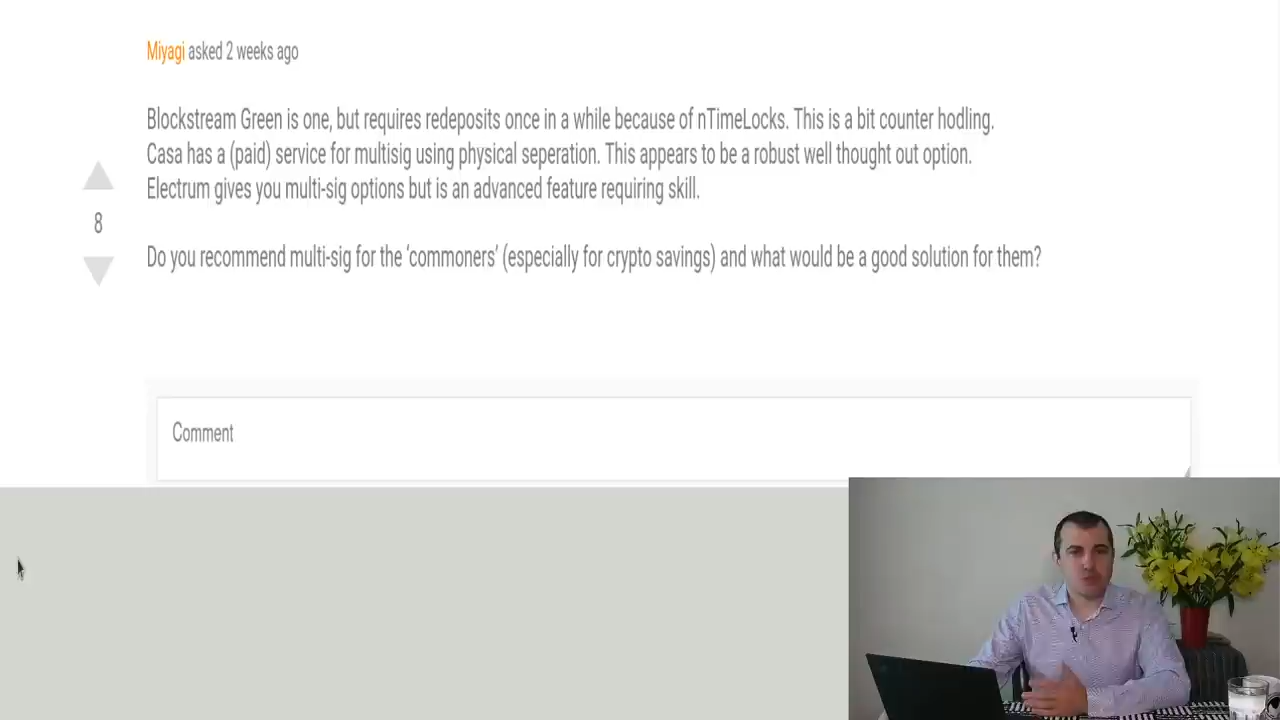 Miyagi asked 2 weeks ago
Blockstream Green is one, but requires redeposits once in a while because of nTimeLocks. This is a bit counter hodling.
Casa has a (paid) service for multisig using physical seperation. This appears to be a robust well thought out option.
Electrum gives you multi-sig options but is an advanced feature requiring skill.
8
Do you recommend multi-sig for the ‘commoners’ (especially for crypto savings) and what would be a good solution for them?
Comment